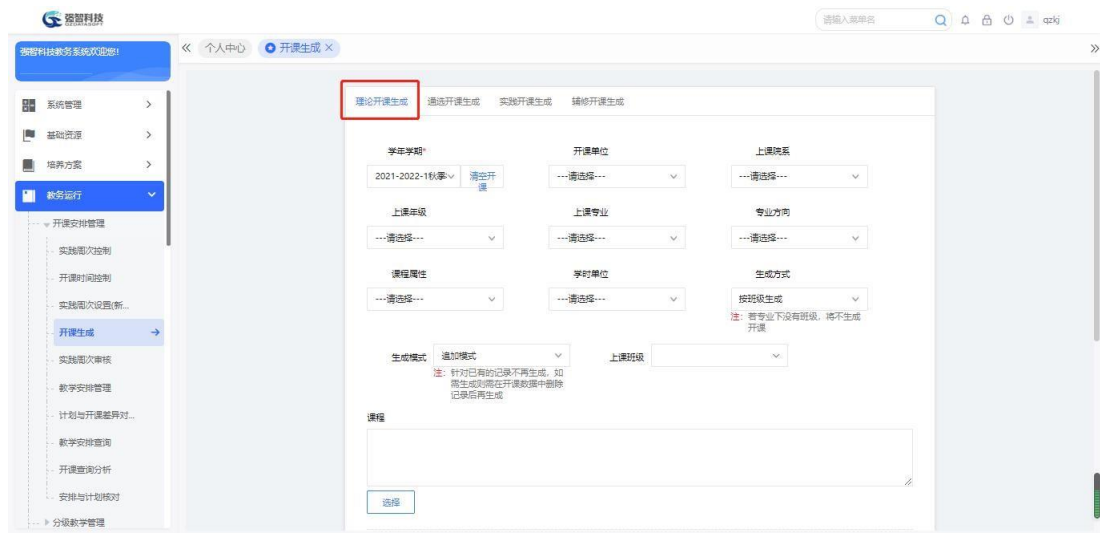 强智科技
QZDATASOFT
请输入菜单名
qzkj
强智科技教务系统欢迎您!
个人中心
开课生成
系统管理
基础资源
培养方案
教务运行
开课安排管理
实践周次控制
开课时间控制
实践周次设置(新...
开课生成
实践周次审核
教学安排管理
计划与开课差异对...
教学安排查询
开课查询分析
安排与计划核对
分级教学管理
理论开课生成 通选开课生成 实践开课生成 辅修开课生成
学年学期* 开课单位 上课院系
2021-2022-1秋季 清空开课 ---请选择--- ---请选择---
上课年级 上课专业 专业方向
---请选择--- ---请选择--- ---请选择---
课程属性 学时单位 生成方式
---请选择--- ---请选择--- 按班级生成
注：若专业下没有班级，将不生成
开课
生成模式 追加模式 上课班级
注：针对已有的记录不再生成，如
需生成则需在开课数据中删除
记录后再生成
课程
选择